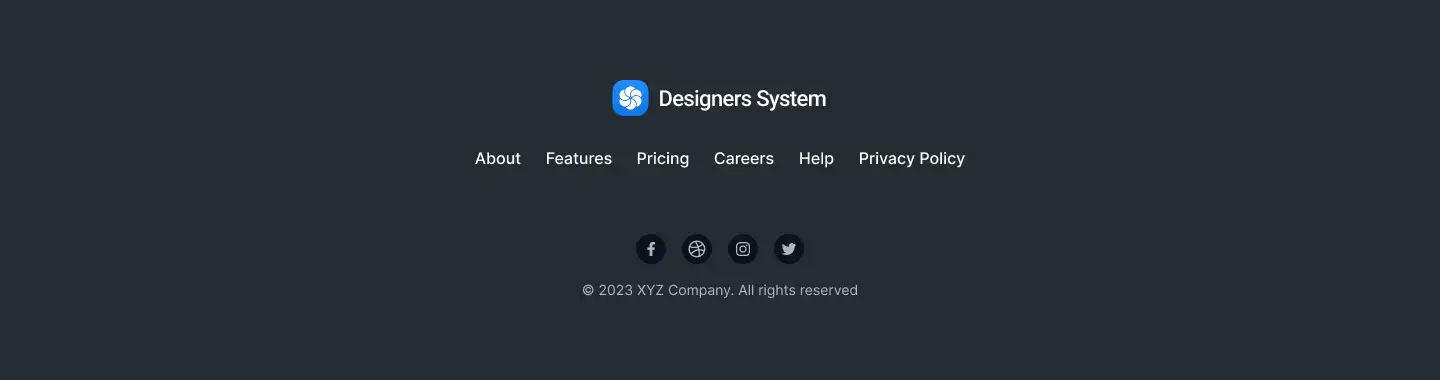 Designers System
About Features Pricing Careers Help Privacy Policy
© 2023 XYZ Company. All rights reserved